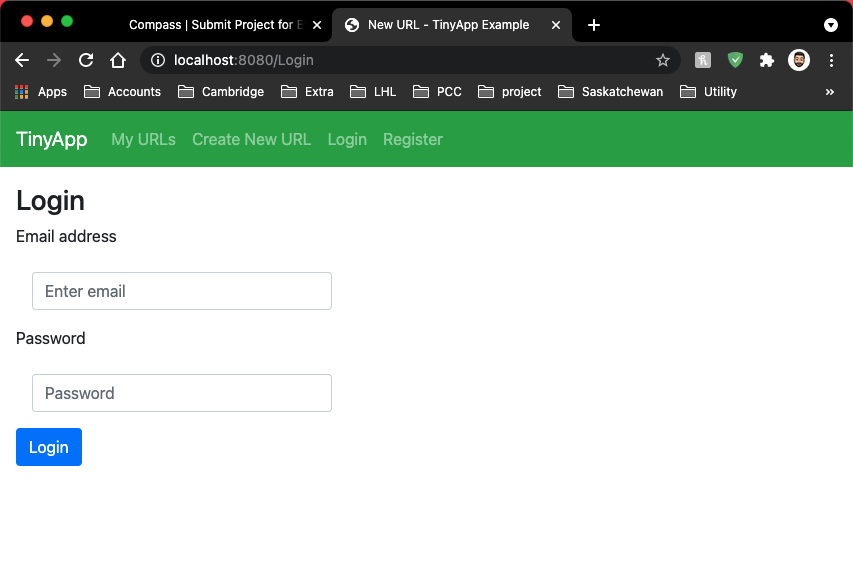 Compass | Submit Project for E
New URL - TinyApp Example
localhost:8080/Login
Apps Accounts Cambridge Extra LHL PCC project Saskatchewan Utility »
TinyApp My URLs Create New URL Login Register
Login
Email address
Enter email
Password
Password
Login